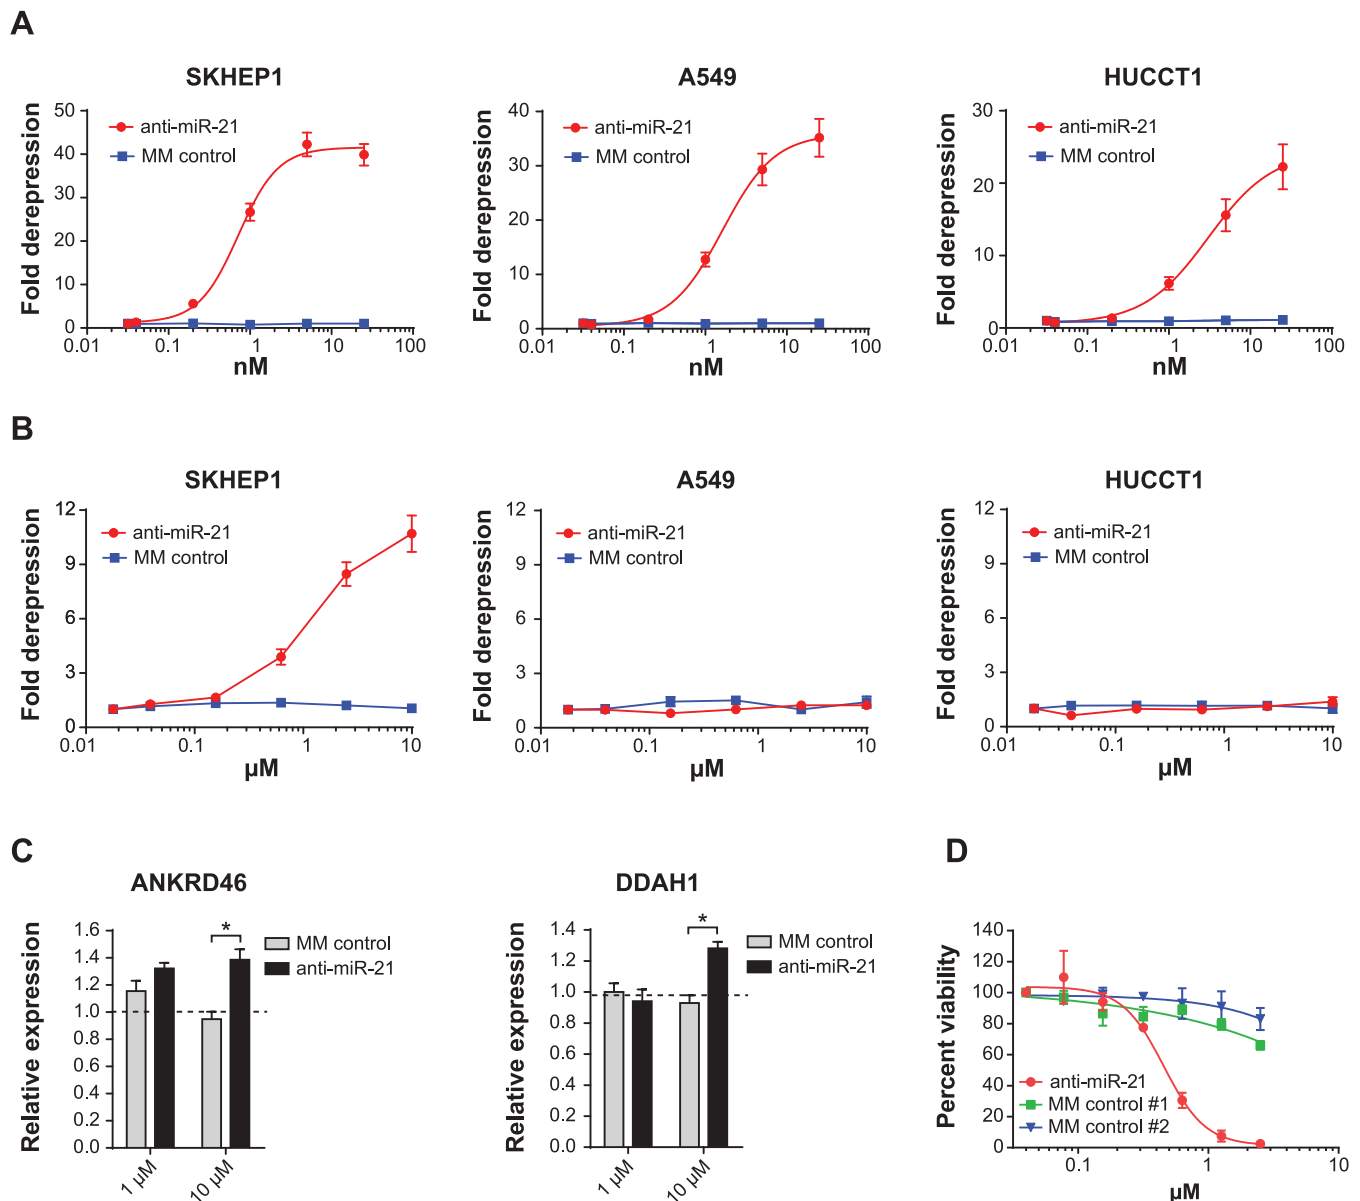 A
SKHEP1
A549
HUCCT1
Fold derepression
50
40
30
20
10
0
anti-miR-21
MM control
0.01
0.1
1
10
100
nM
Fold derepression
40
30
20
10
0
anti-miR-21
MM control
0.01
0.1
1
10
100
nM
Fold derepression
30
20
10
0
anti-miR-21
MM control
0.01
0.1
1
10
100
nM
B
SKHEP1
A549
HUCCT1
Fold derepression
12
9
6
3
0
anti-miR-21
MM control
0.01
0.1
1
10
µM
Fold derepression
12
9
6
3
0
anti-miR-21
MM control
0.01
0.1
1
10
µM
Fold derepression
12
9
6
3
0
anti-miR-21
MM control
0.01
0.1
1
10
µM
C
ANKRD46
Relative expression
1.6
1.4
1.2
1.0
0.8
0.6
0.4
0.2
0.0
*
MM control
anti-miR-21
1 µM
10 µM
DDAH1
Relative expression
1.4
1.2
1.0
0.8
0.6
0.4
0.2
0.0
*
MM control
anti-miR-21
1 µM
10 µM
D
Percent viability
140
120
100
80
60
40
20
0
anti-miR-21
MM control #1
MM control #2
0.1
1
10
µM